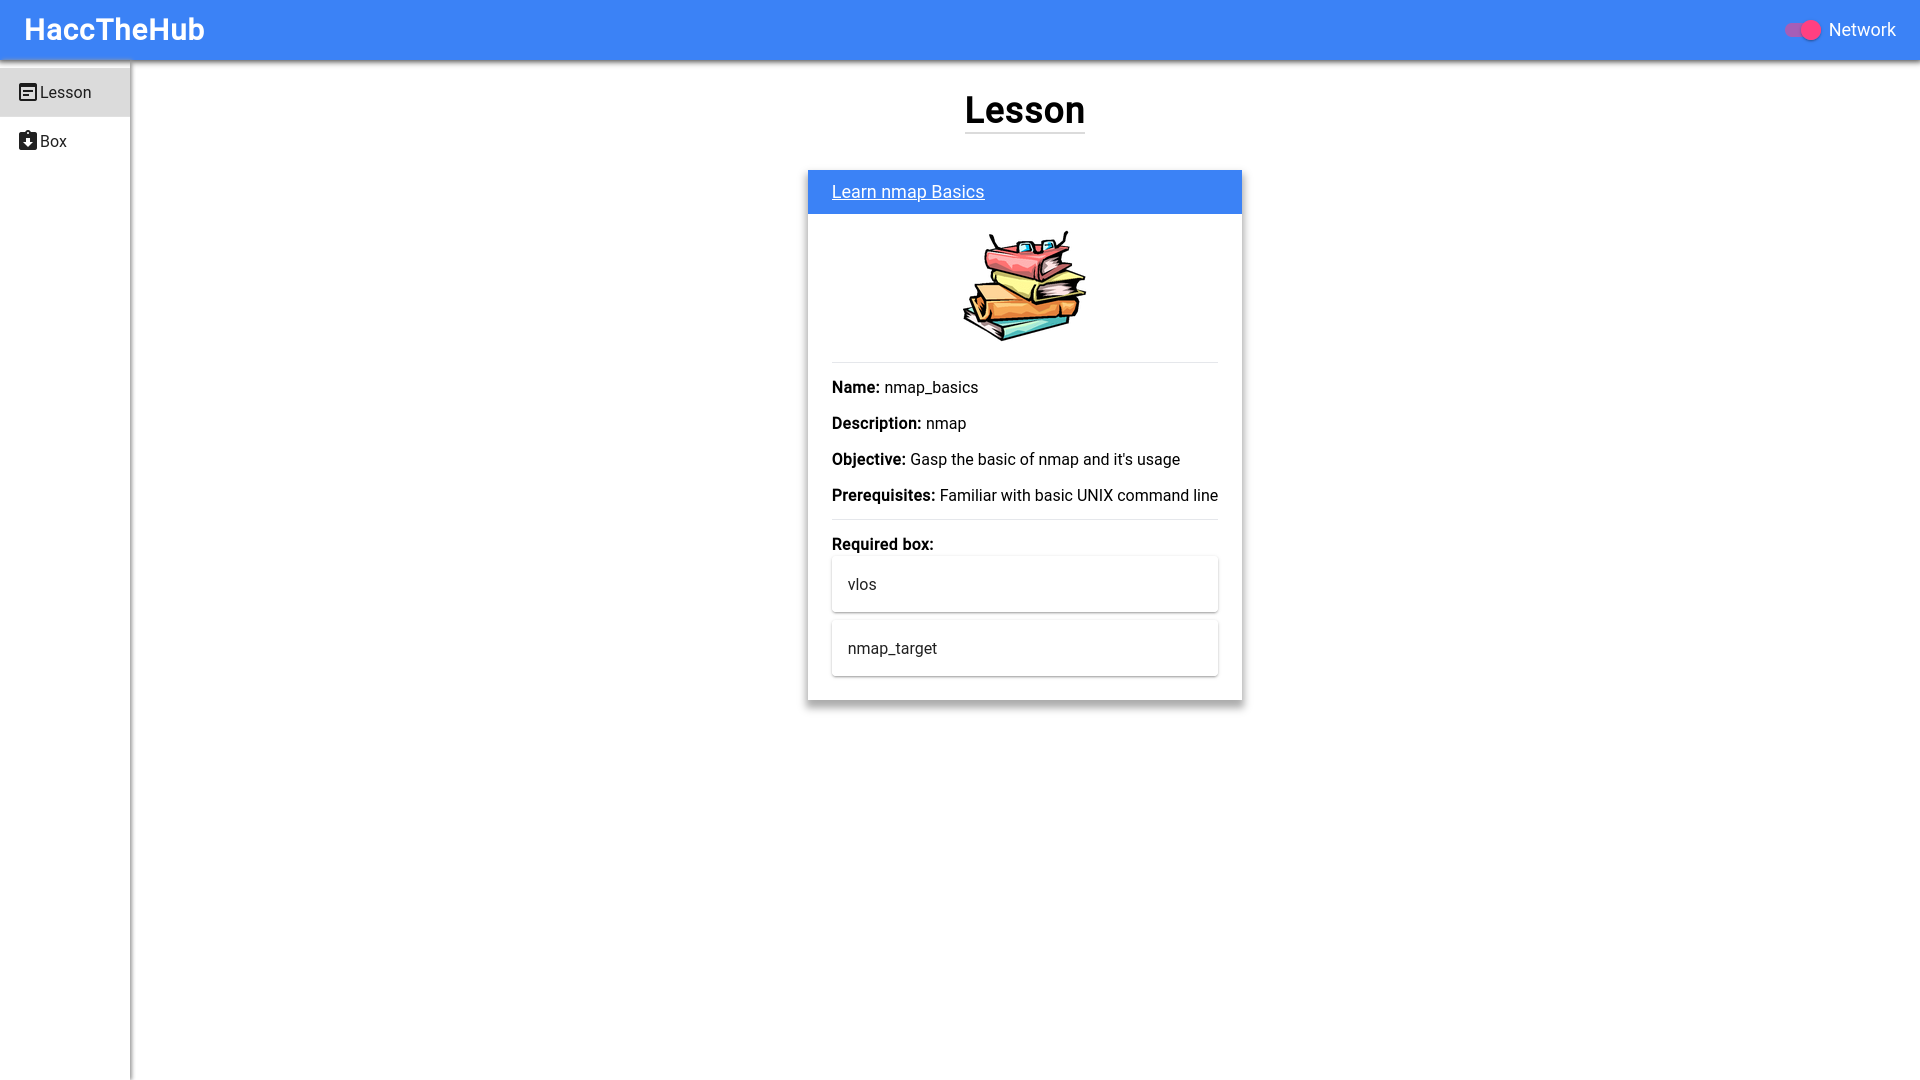 HaccTheHub
Network
Lesson
Box
Lesson
Learn nmap Basics
Name: nmap_basics
Description: nmap
Objective: Gasp the basic of nmap and it's usage
Prerequisites: Familiar with basic UNIX command line
Required box:
vlos
nmap_target